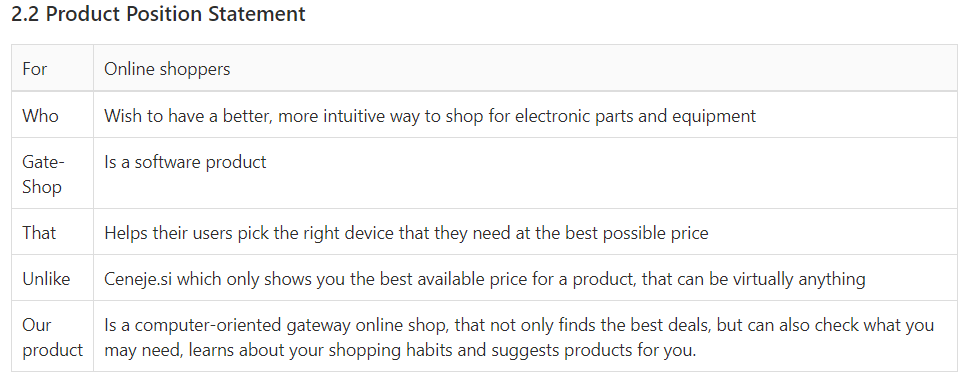 2.2 Product Position Statement
For Online shoppers
Who Wish to have a better, more intuitive way to shop for electronic parts and equipment
Gate- Is a software product
Shop
That Helps their users pick the right device that they need at the best possible price
Unlike Ceneje.si which only shows you the best available price for a product, that can be virtually anything
Our Is a computer-oriented gateway online shop, that not only finds the best deals, but can also check what you
product may need, learns about your shopping habits and suggests products for you.